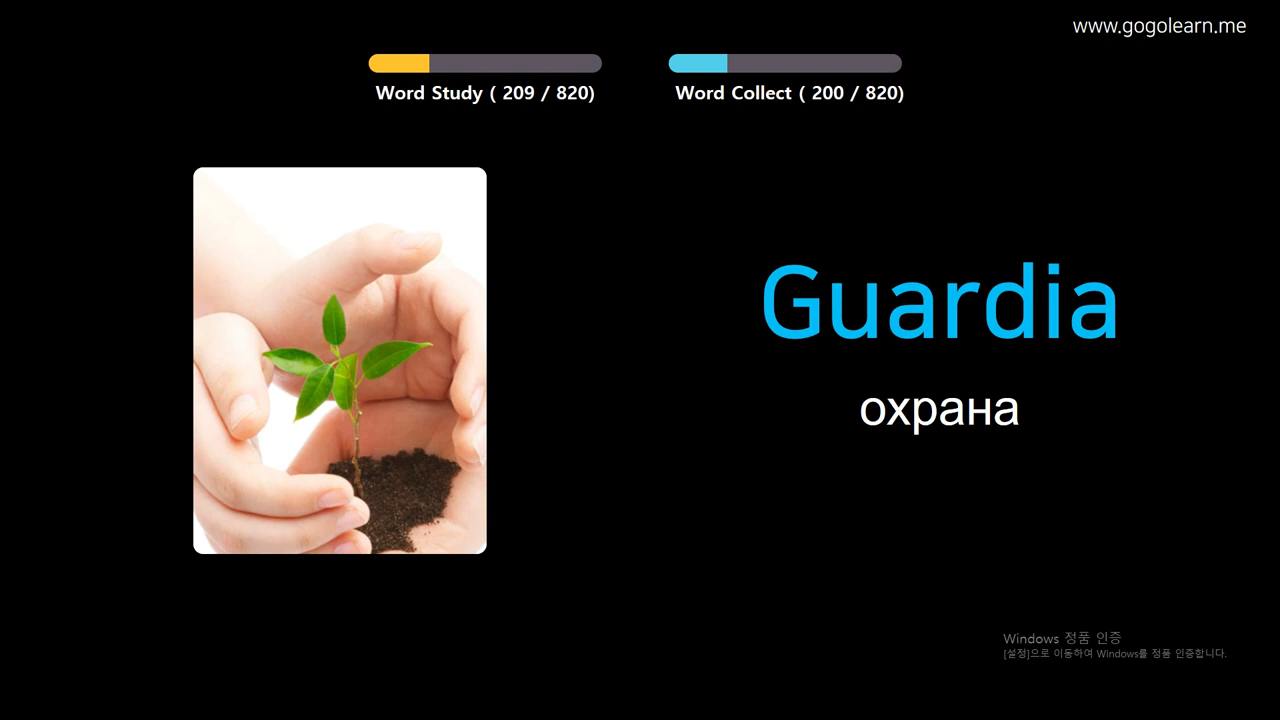 www.gogolearn.me
Word Study ( 209 / 820)
Word Collect ( 200 / 820)
Guardia
охрана
Windows 정품 인증
[설정]으로 이동하여 Windows를 정품 인증합니다.